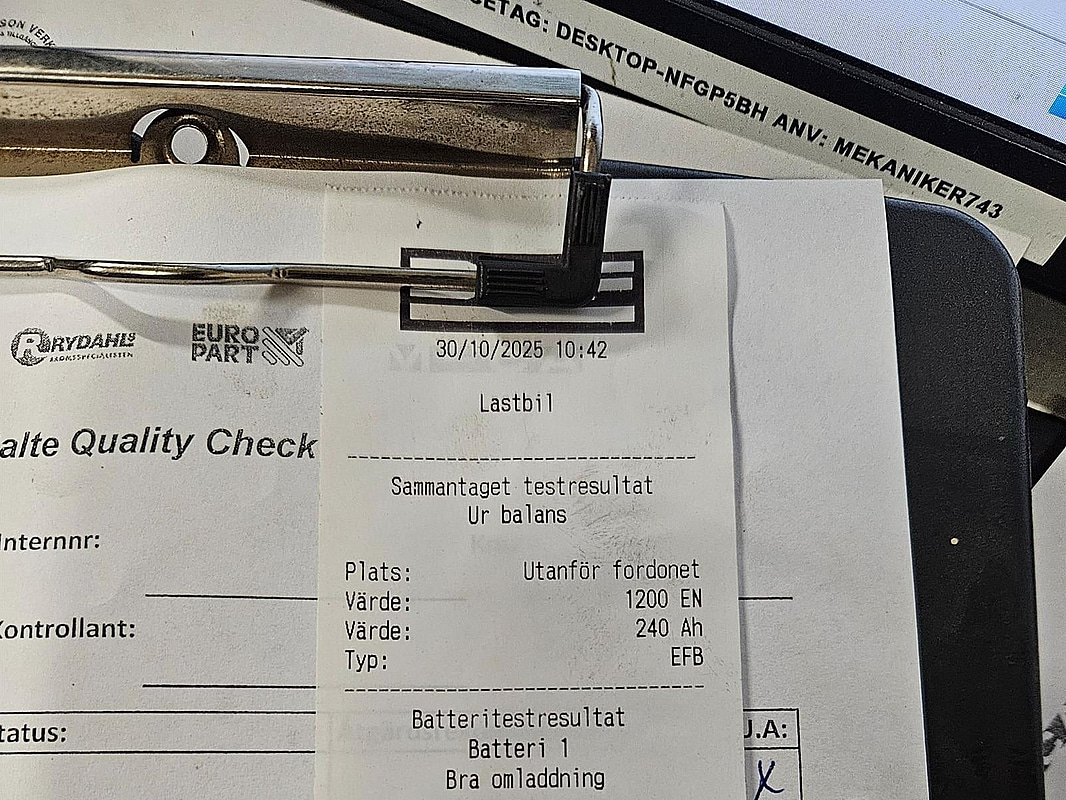 SON VERK
ETAG: DESKTOP-NFGP5BH ANV: MEKANIKER743
RYDAHLS
EURO
PART
alte Quality Check
Internnr:
Kontrollant:
tatus:
J.A:
X
30/10/2025 10:42
Lastbil
Sammantaget testresultat
Ur balans
Plats: Utanför fordonet
Värde: 1200 EN
Värde: 240 Ah
Typ: EFB
Batteritestresultat
Batteri 1
Bra omladdning